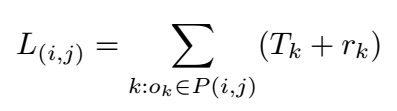 L_{(i,j)} = \sum_{k:o_k \in P(i,j)} (T_k + r_k)